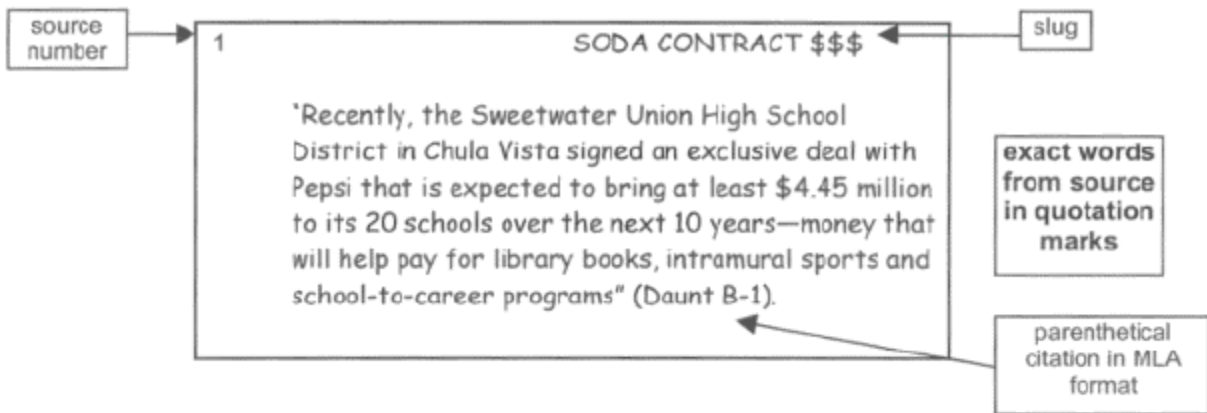 source
number
1
SODA CONTRACT $$$
slug
"Recently, the Sweetwater Union High School
District in Chula Vista signed an exclusive deal with
Pepsi that is expected to bring at least $4.45 million
to its 20 schools over the next 10 years—money that
will help pay for library books, intramural sports and
school-to-career programs" (Daunt B-1).
exact words
from source
in quotation
marks
parenthetical
citation in MLA
format